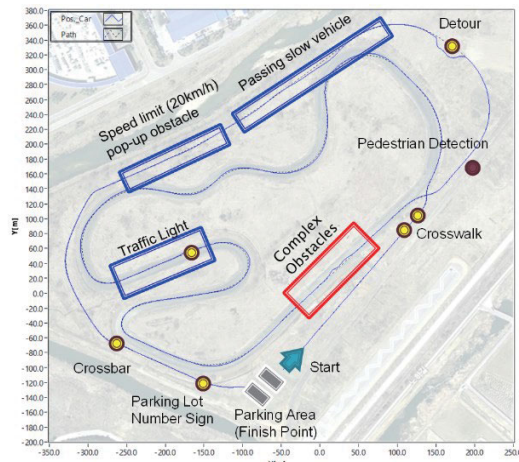 Pos._Car
Path
Detour
Passing slow vehicle
Speed limit (20km/h)
pop-up obstacle
Pedestrian Detection
Traffic Light
Complex
Obstacles
Crosswalk
Start
Crossbar
Parking Lot
Number Sign
Parking Area
(Finish Point)
Y[m]
380.0
360.0
340.0
320.0
300.0
280.0
260.0
240.0
220.0
200.0
180.0
160.0
140.0
120.0
100.0
80.0
60.0
40.0
20.0
0.0
-20.0
-40.0
-60.0
-80.0
-100.0
-120.0
-140.0
-160.0
-180.0
-200.0
-350.0 -300.0 -250.0 -200.0 -150.0 -100.0 -50.0 0.0 50.0 100.0 150.0 200.0 250.0